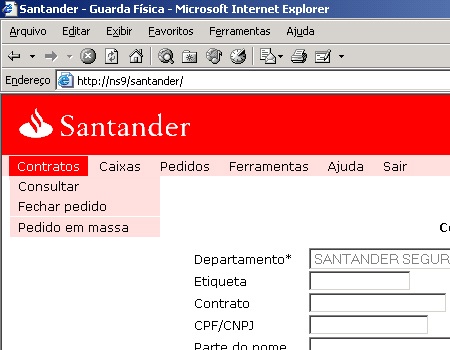 Santander - Guarda Física - Microsoft Internet Explorer
Arquivo Editar Exibir Favoritos Ferramentas Ajuda
Endereço http://ns9/santander/
Santander
Contratos Caixas Pedidos Ferramentas Ajuda Sair
Consultar
Fechar pedido
Pedido em massa
Departamento* SANTANDER SEGUR
Etiqueta
Contrato
CPF/CNPJ
Parte do nome